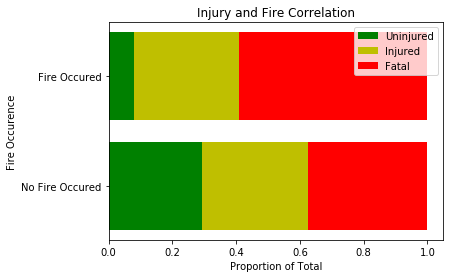 Injury and Fire Correlation
Uninjured
Injured
Fatal
Fire Occured
No Fire Occured
Fire Occurence
0.0 0.2 0.4 0.6 0.8 1.0
Proportion of Total